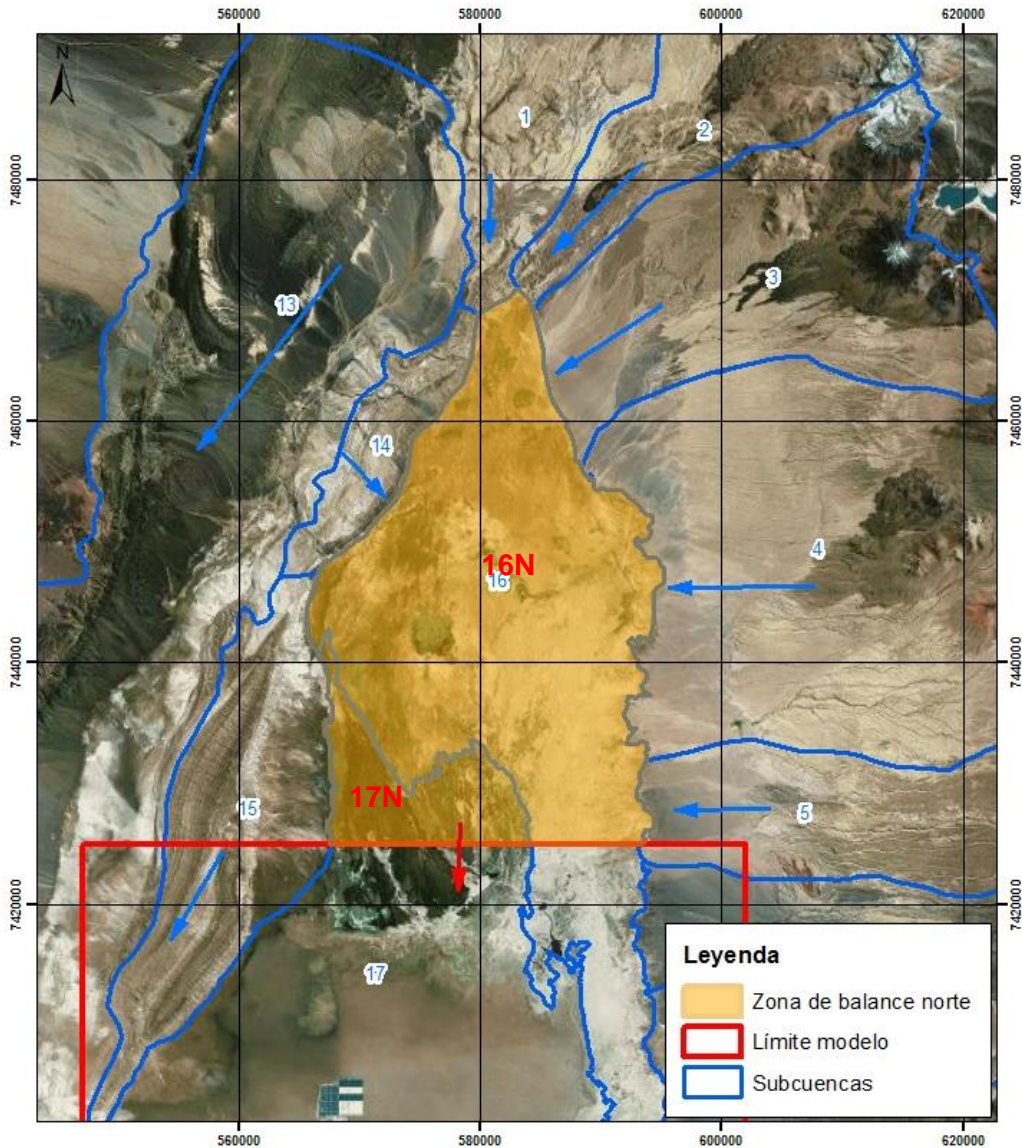 560000 580000 600000 620000
N
1
2
7480000 7480000
3
13
7460000 7460000
14
4
16N
16
7440000 7440000
17N
15
5
7420000 7420000
17
Leyenda
Zona de balance norte
Límite modelo
Subcuencas
560000 580000 600000 620000